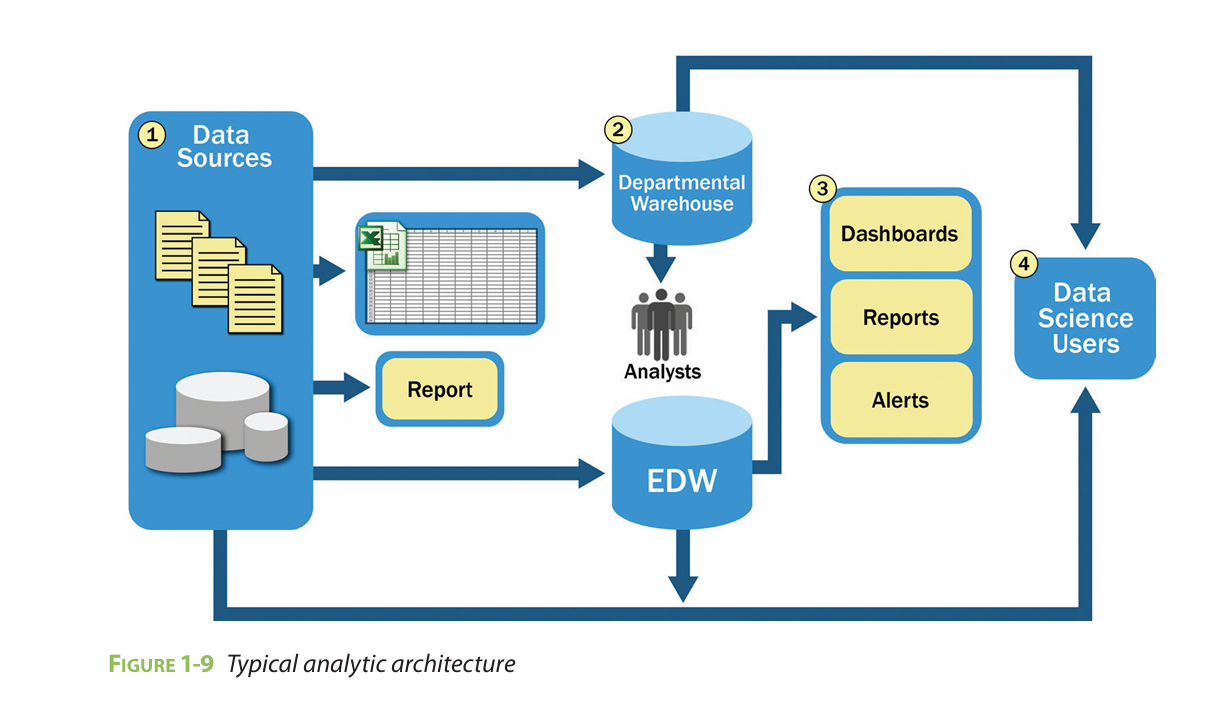 1
Data
Sources
2
Departmental
Warehouse
3
Dashboards
Reports
Alerts
4
Data
Science
Users
Analysts
Report
EDW
FIGURE 1-9 Typical analytic architecture